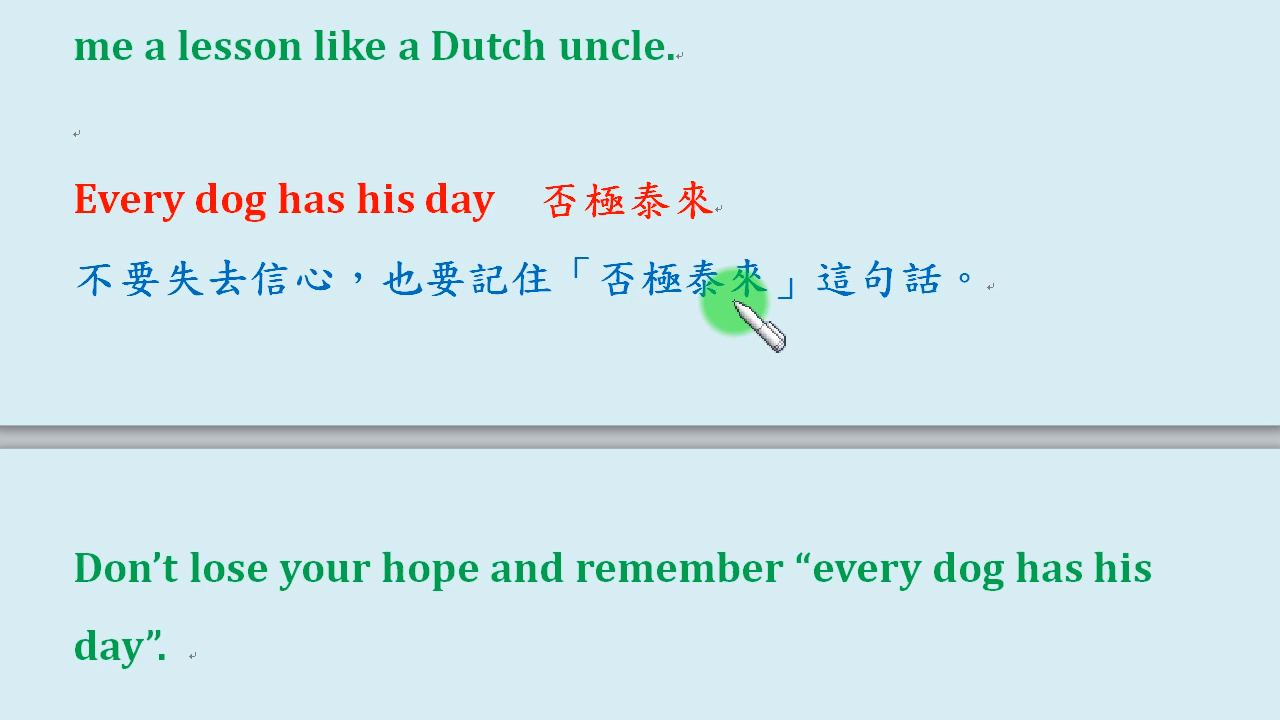 me a lesson like a Dutch uncle.
Every dog has his day 否極泰來
不要失去信心，也要記住「否極泰來」這句話。
Don’t lose your hope and remember “every dog has his
day”.